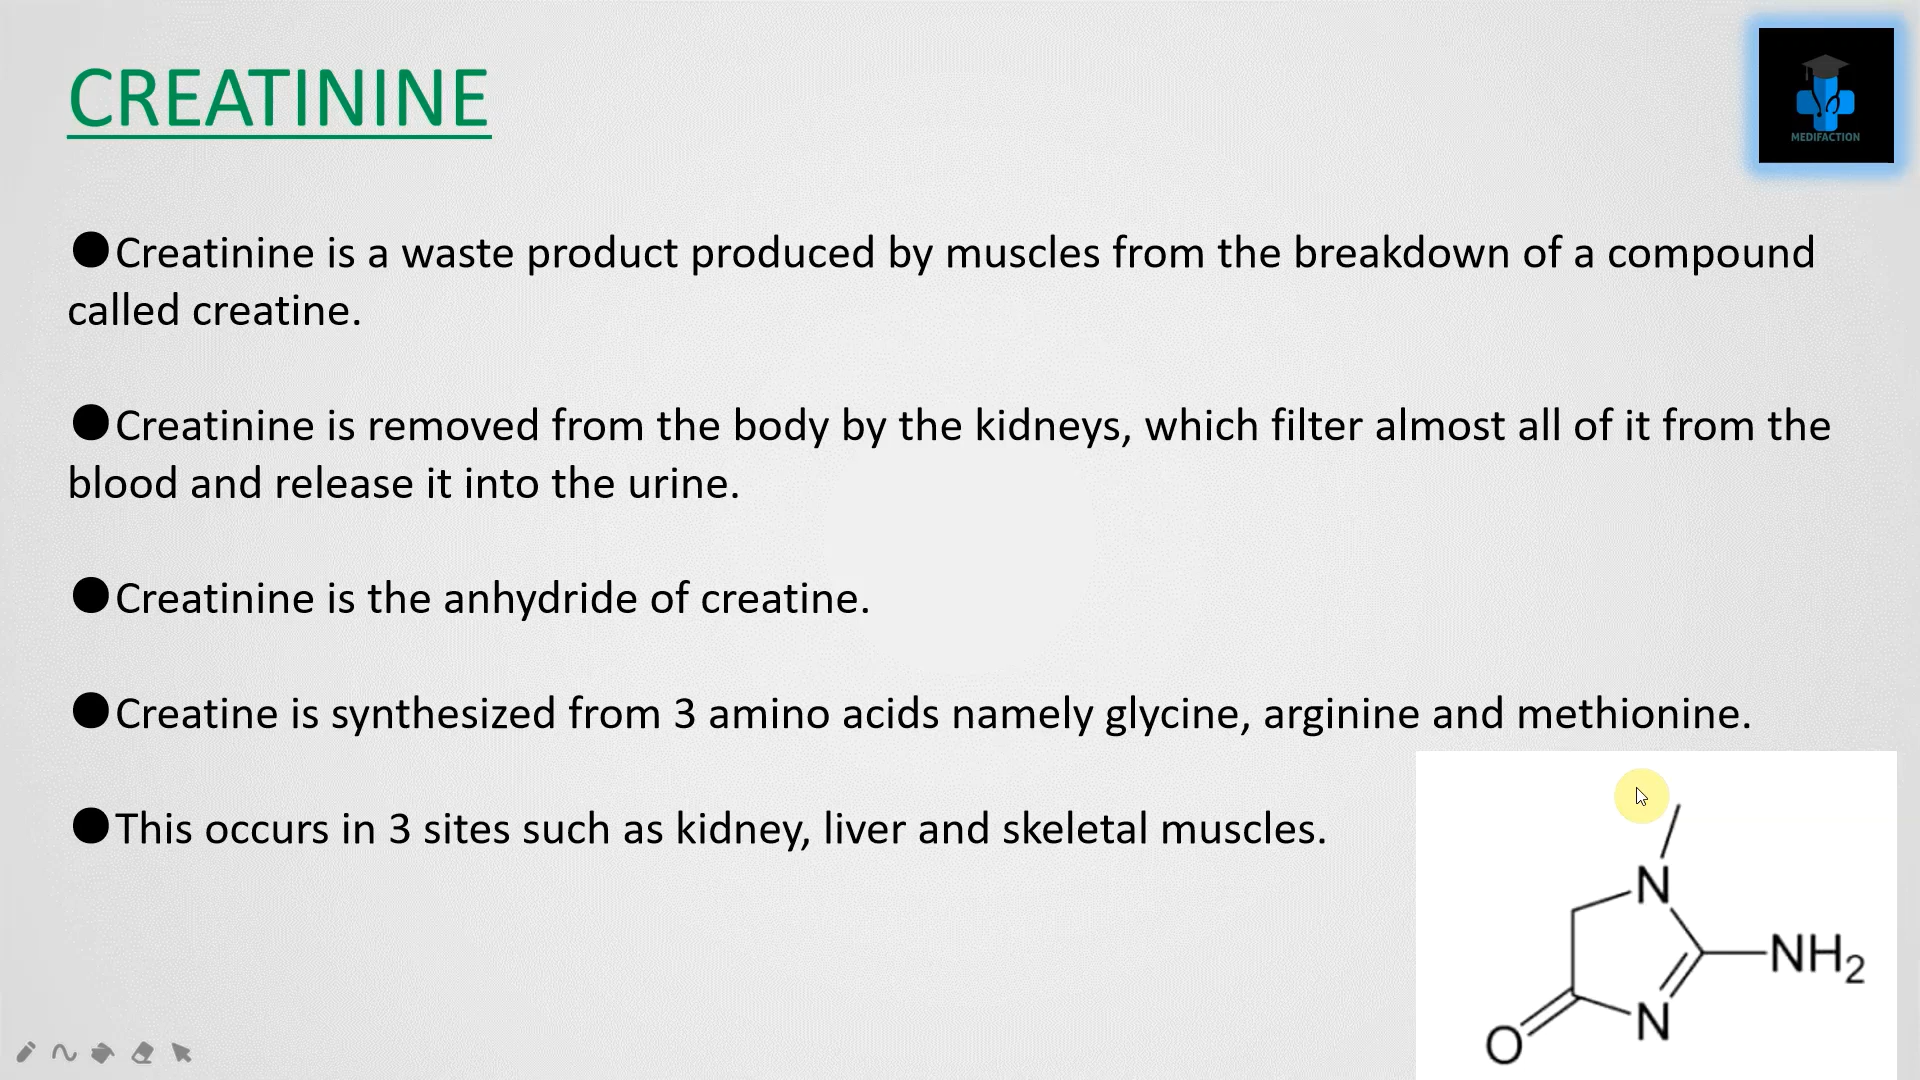 CREATININE
MEDIFACTION
●Creatinine is a waste product produced by muscles from the breakdown of a compound
called creatine.
●Creatinine is removed from the body by the kidneys, which filter almost all of it from the
blood and release it into the urine.
●Creatinine is the anhydride of creatine.
●Creatine is synthesized from 3 amino acids namely glycine, arginine and methionine.
●This occurs in 3 sites such as kidney, liver and skeletal muscles.
N
NH₂
N
O